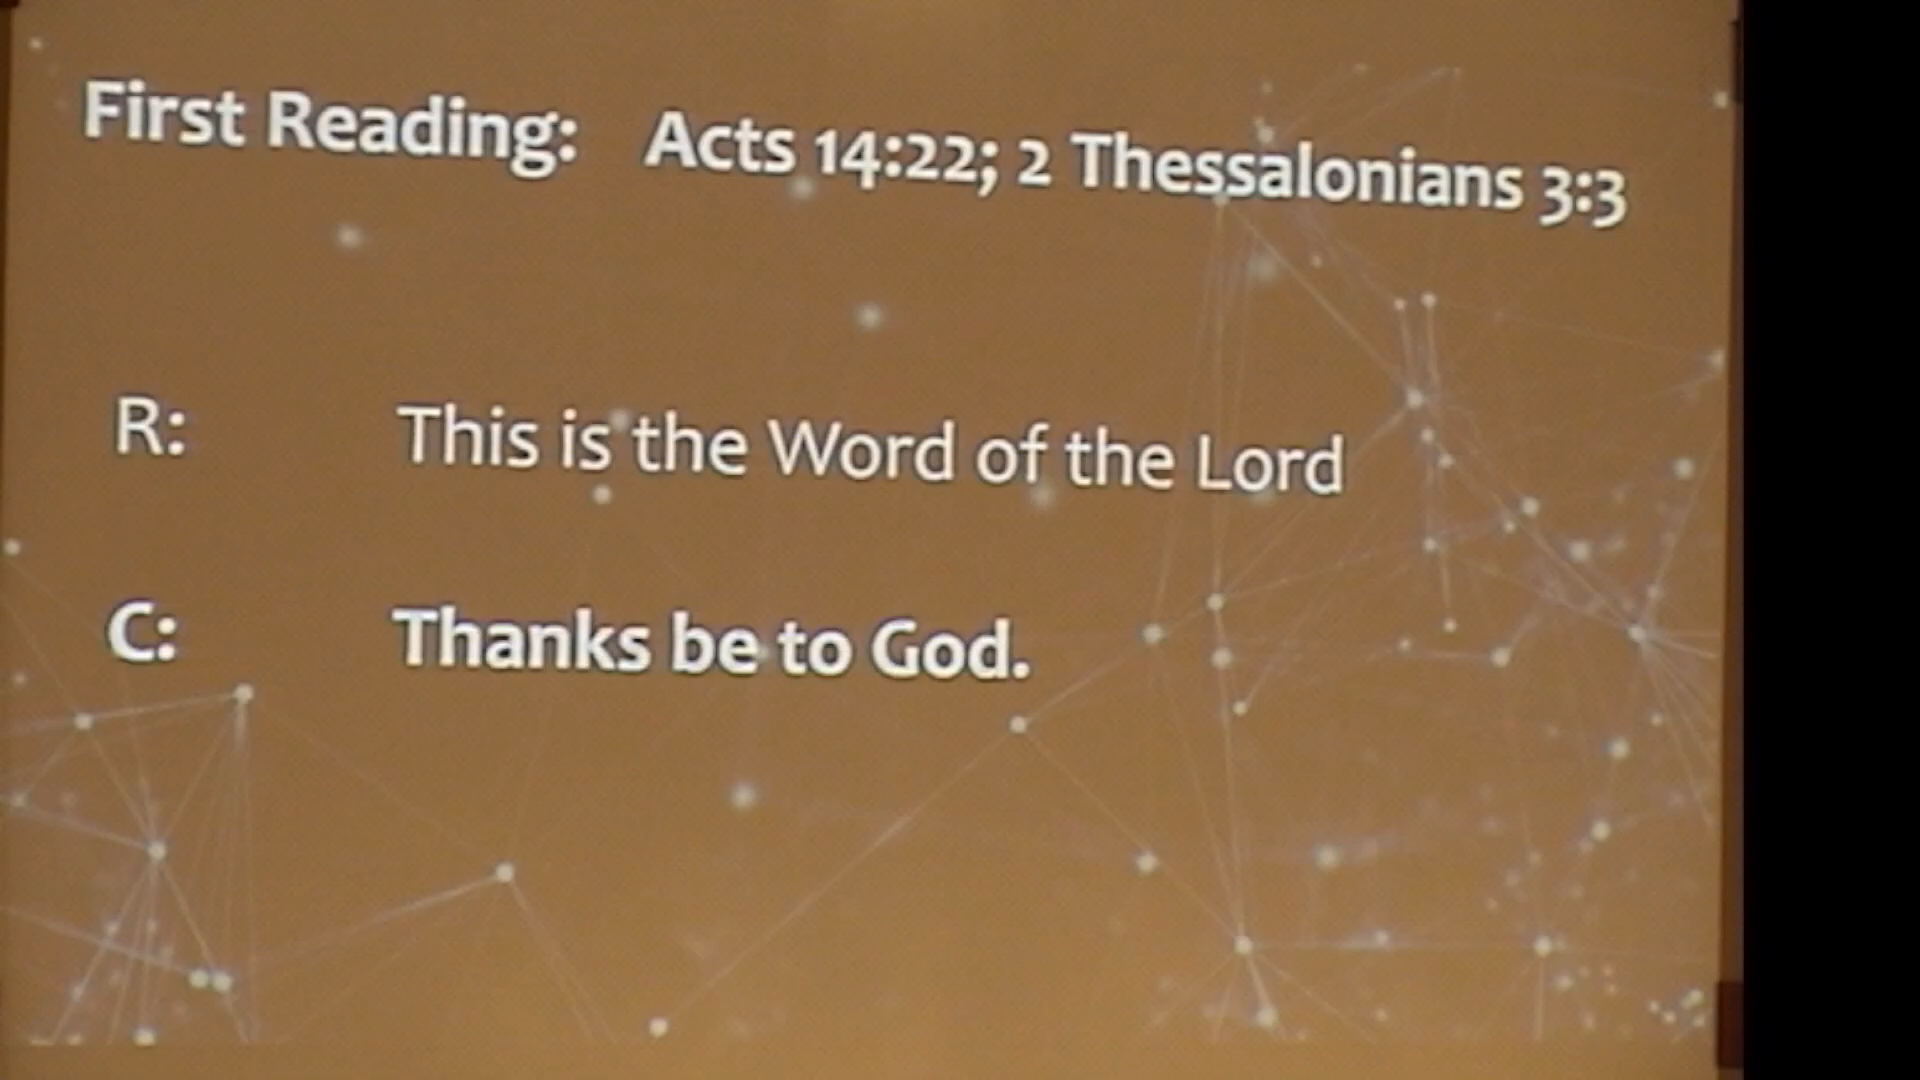 First Reading: Acts 14:22; 2 Thessalonians 3:3
R: This is the Word of the Lord
C: Thanks be to God.